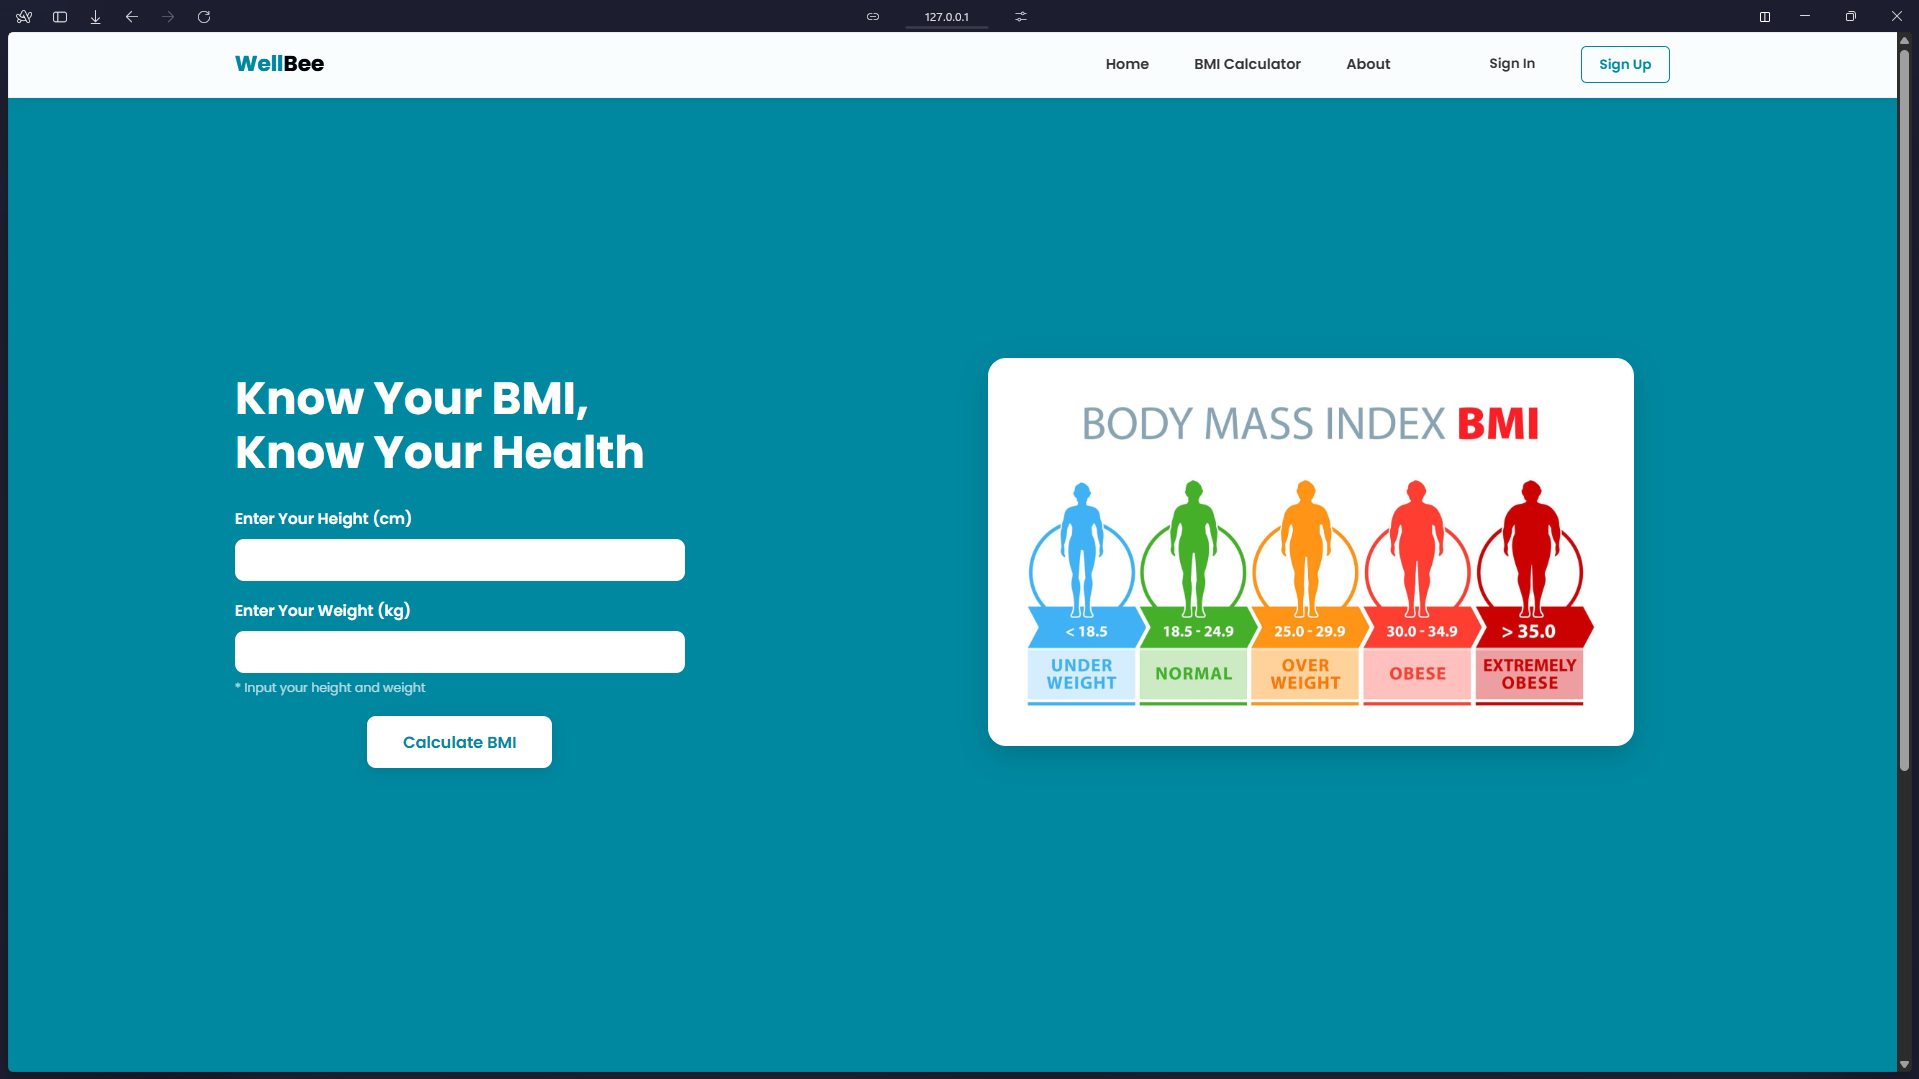 127.0.0.1
WellBee
Home BMI Calculator About Sign In Sign Up
Know Your BMI,
Know Your Health
Enter Your Height (cm)
Enter Your Weight (kg)
* Input your height and weight
Calculate BMI
BODY MASS INDEX BMI
< 18.5 18.5 - 24.9 25.0 - 29.9 30.0 - 34.9 > 35.0
UNDER
WEIGHT
NORMAL
OVER
WEIGHT
OBESE
EXTREMELY
OBESE